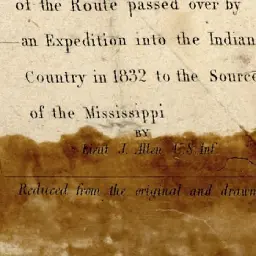 of the Route passed over by
an Expedition into the Indian
Country in 1832 to the Source
of the Mississippi
BY
Lieut J. Allen U.S. Inf
Reduced from the original and drawn